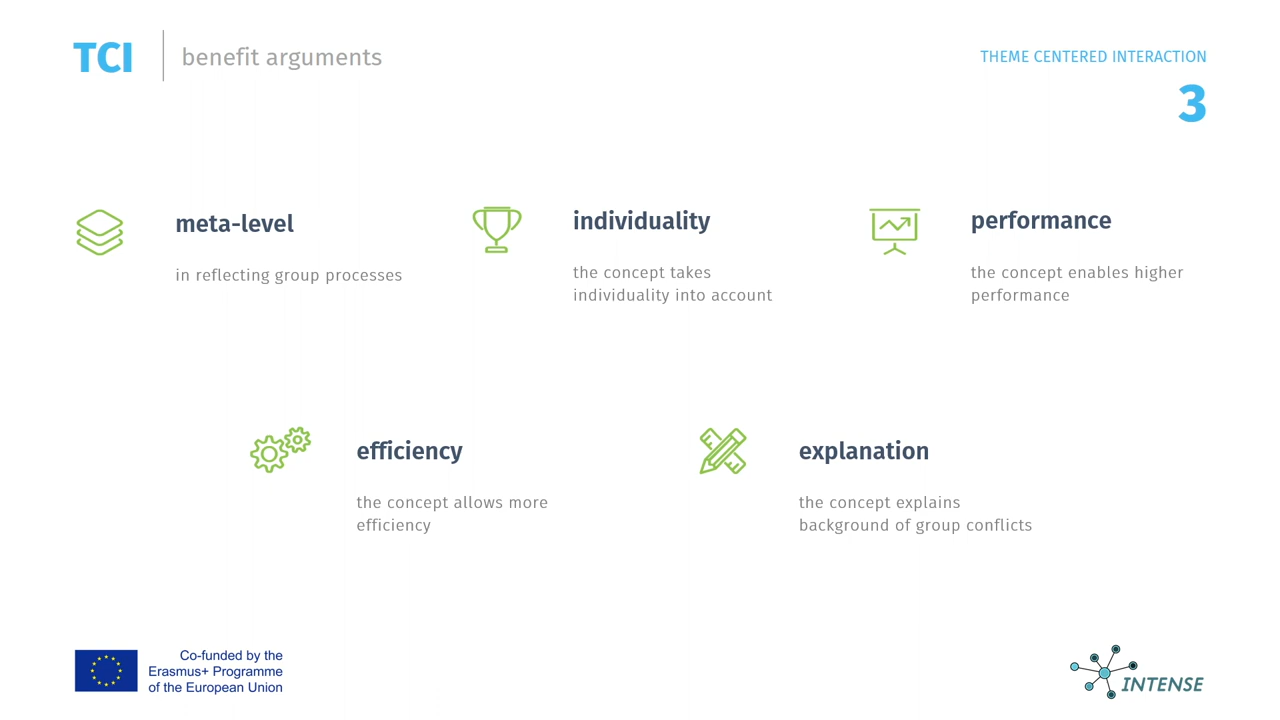 TCI
benefit arguments
THEME CENTERED INTERACTION
3
meta-level
in reflecting group processes
individuality
the concept takes
individuality into account
performance
the concept enables higher
performance
efficiency
the concept allows more
efficiency
explanation
the concept explains
background of group conflicts
Co-funded by the
Erasmus+ Programme
of the European Union
INTENSE